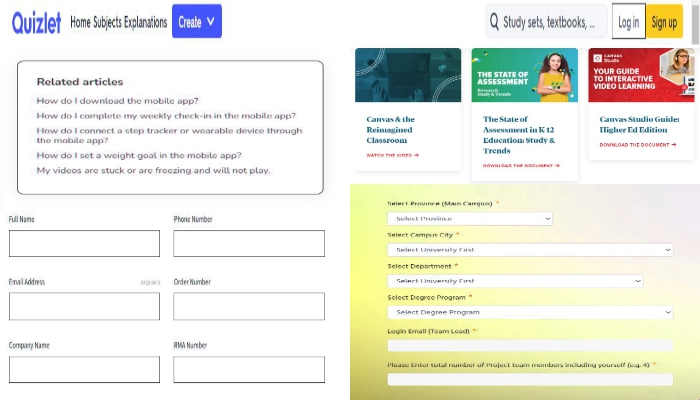 Quizlet Home Subjects Explanations Create Study sets, textbooks, ... Log in Sign up
Related articles
How do I download the mobile app?
How do I complete my weekly check-in in the mobile app?
How do I connect a step tracker or wearable device through
the mobile app?
How do I set a weight goal in the mobile app?
My videos are stuck or are freezing and will not play.
Canvas & the
Reimagined
Classroom
WATCH THE VIDEO →
THE STATE OF
ASSESSMENT
Research
Study & Trends
The State of
Assessment in K-12
Education: Study &
Trends
DOWNLOAD THE DOCUMENT →
CANVAS
Studio
YOUR GUIDE
TO INTERACTIVE
VIDEO LEARNING
Canvas Studio Guide:
Higher Ed Edition
DOWNLOAD THE DOCUMENT →
Full Name Phone Number
Email Address REQUIRED Order Number
Company Name RMA Number
Select Province (Main Campus) *
Select Province
Select Campus City *
Select University First
Select Department *
Select University First
Select Degree Program *
Select Degree Program
Login Email (Team Lead) *
Please Enter total number of Project team members including yourself (e.g. 4) *